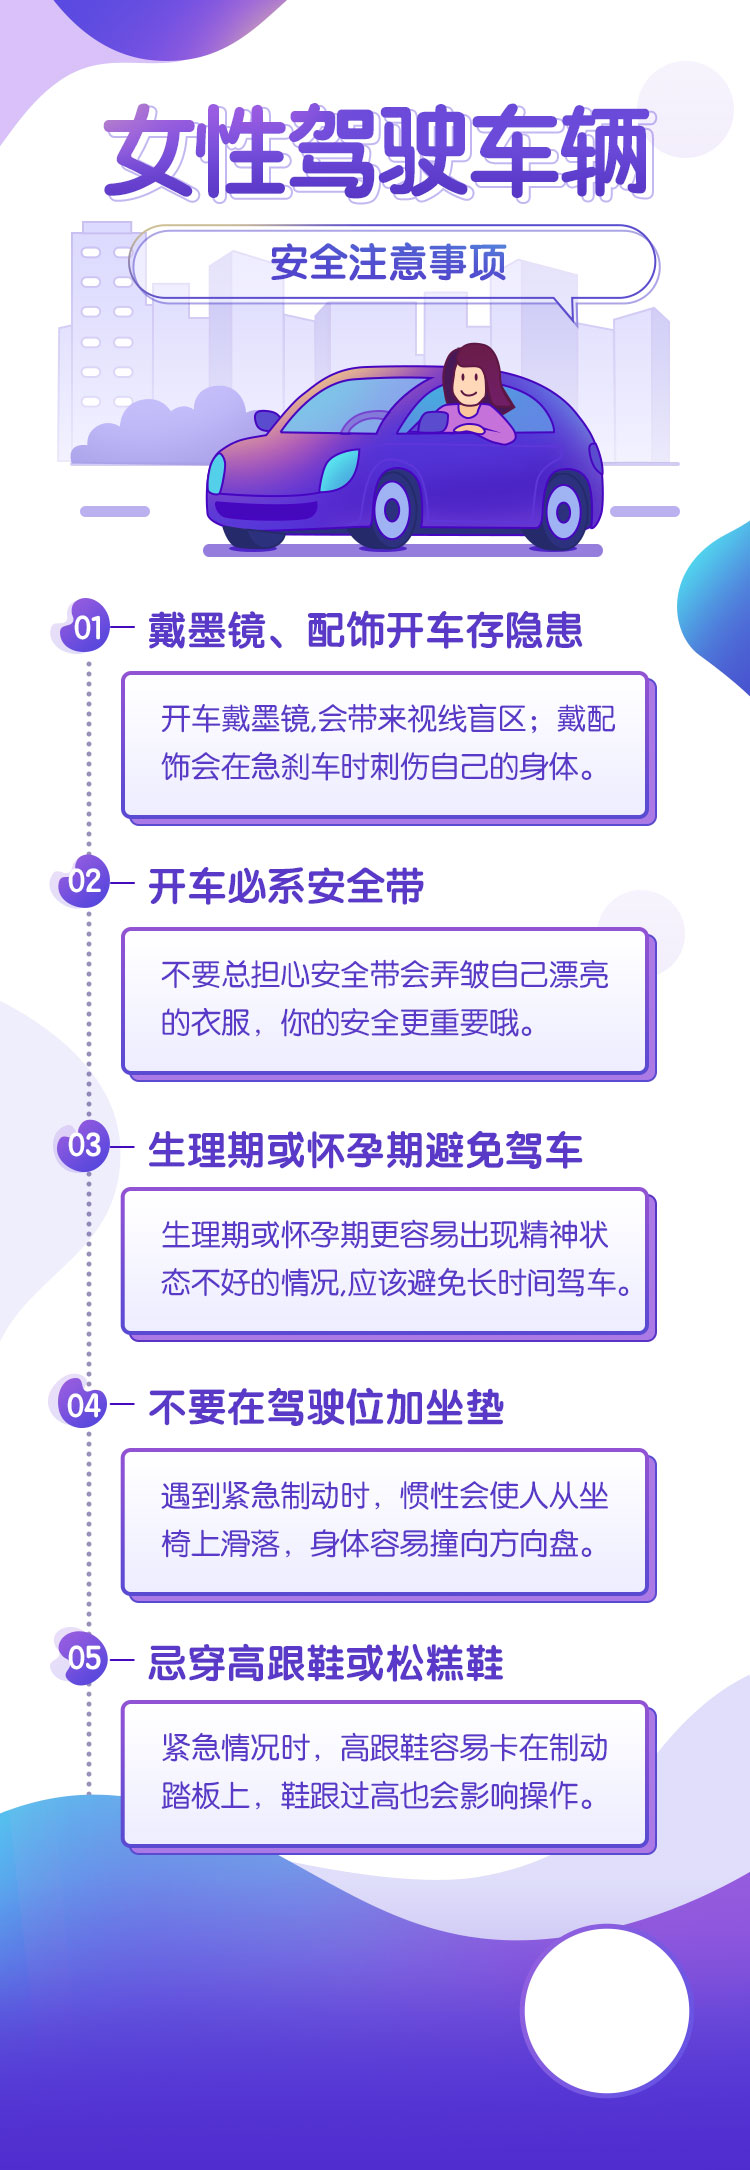 女性驾驶车辆
安全注意事项
01
戴墨镜、配饰开车存隐患
开车戴墨镜,会带来视线盲区；戴配
饰会在急刹车时刺伤自己的身体。
02
开车必系安全带
不要总担心安全带会弄皱自己漂亮
的衣服，你的安全更重要哦。
03
生理期或怀孕期避免驾车
生理期或怀孕期更容易出现精神状
态不好的情况,应该避免长时间驾车。
04
不要在驾驶位加坐垫
遇到紧急制动时，惯性会使人从坐
椅上滑落，身体容易撞向方向盘。
05
忌穿高跟鞋或松糕鞋
紧急情况时，高跟鞋容易卡在制动
踏板上，鞋跟过高也会影响操作。